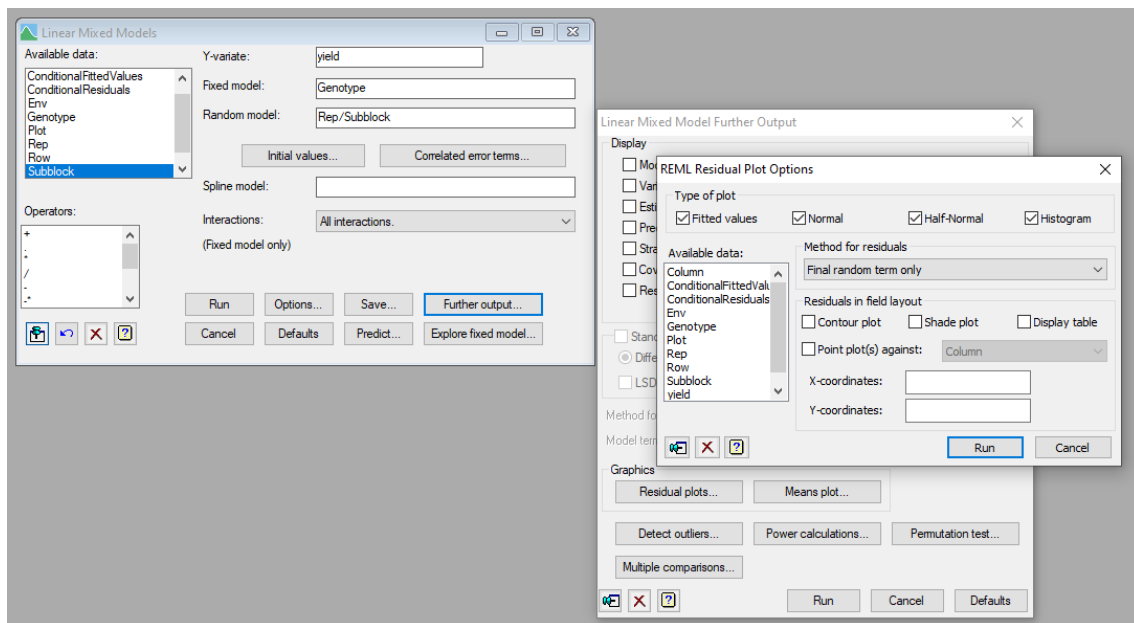 Linear Mixed Models
Available data:
ConditionalFittedValues
ConditionalResiduals
Env
Genotype
Plot
Rep
Row
Subblock
Operators:
+
.
*
/
-
.*
Y-variate: yield
Fixed model: Genotype
Random model: Rep/Subblock
Initial values... Correlated error terms...
Spline model:
Interactions: All interactions.
(Fixed model only)
Run Options... Save... Further output...
Cancel Defaults Predict... Explore fixed model...
Linear Mixed Model Further Output
Display
REML Residual Plot Options
Type of plot
Fitted values Normal Half-Normal Histogram
Available data:
Column
ConditionalFittedValu
ConditionalResiduals
Env
Genotype
Plot
Rep
Row
Subblock
yield
Method for residuals
Final random term only
Residuals in field layout
Contour plot Shade plot Display table
Point plot(s) against: Column
X-coordinates:
Y-coordinates:
Run Cancel
Graphics
Residual plots... Means plot...
Detect outliers... Power calculations... Permutation test...
Multiple comparisons...
Run Cancel Defaults